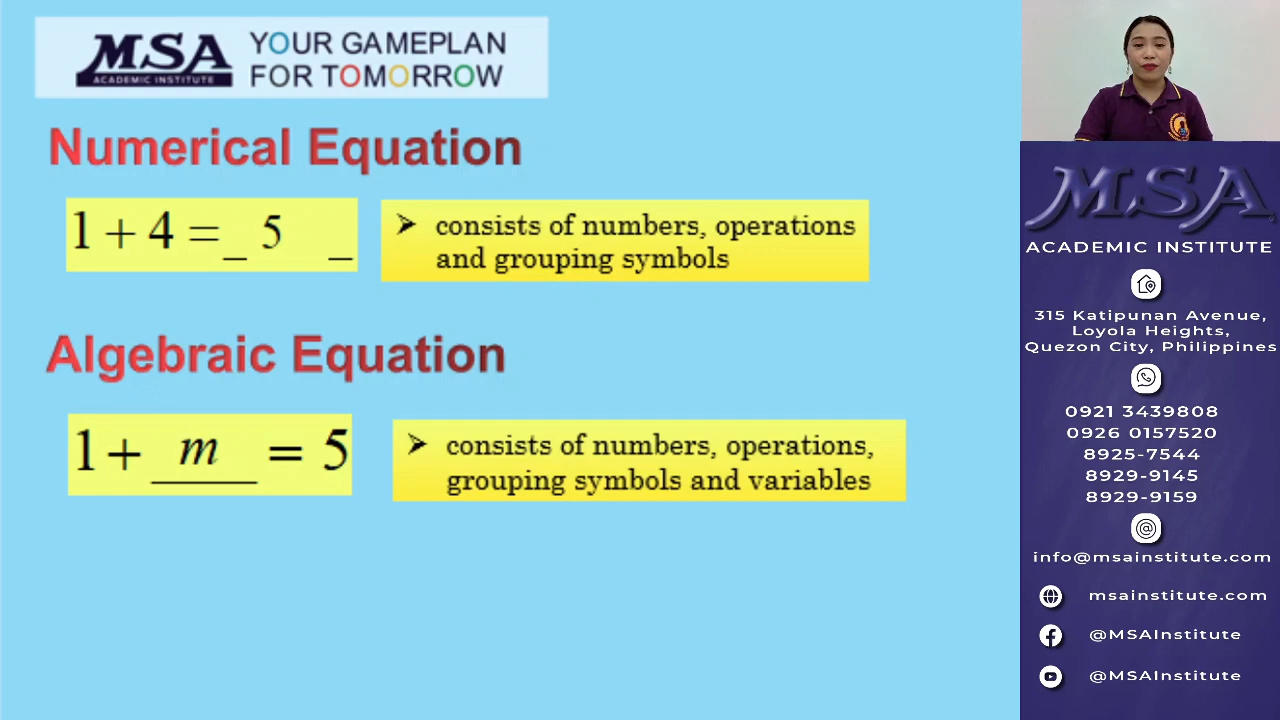 MSA
ACADEMIC INSTITUTE
YOUR GAMEPLAN
FOR TOMORROW
Numerical Equation
1 + 4 = _ 5 _
➢ consists of numbers, operations
and grouping symbols
Algebraic Equation
1 + m = 5
➢ consists of numbers, operations,
grouping symbols and variables
MSA
ACADEMIC INSTITUTE
315 Katipunan Avenue,
Loyola Heights,
Quezon City, Philippines
0921 3439808
0926 0157520
8925-7544
8929-9145
8929-9159
info@msainstitute.com
msainstitute.com
@MSAInstitute
@MSAInstitute